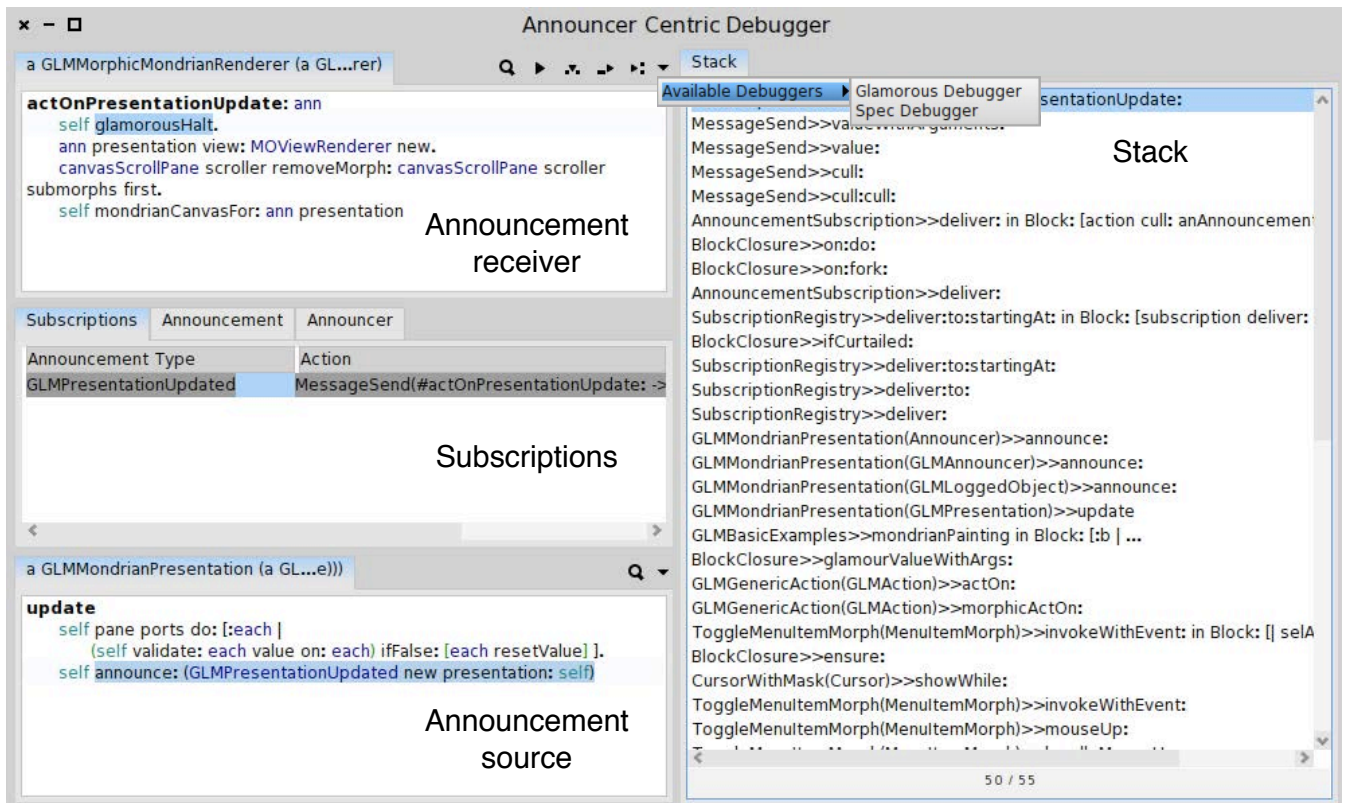 Announcer Centric Debugger
a GLMMorphicMondrianRenderer (a GL...rer)
actOnPresentationUpdate: ann
self glamorousHalt.
ann presentation view: MOViewRenderer new.
canvasScrollPane scroller removeMorph: canvasScrollPane scroller
submorphs first.
self mondrianCanvasFor: ann presentation
Announcement
receiver
Subscriptions
Announcement
Announcer
Announcement Type
Action
GLMPresentationUpdated
MessageSend(#actOnPresentationUpdate: ->
Subscriptions
a GLMMondrianPresentation (a GL...e)))
update
self pane ports do: [:each |
(self validate: each value on: each) ifFalse: [each resetValue] ].
self announce: (GLMPresentationUpdated new presentation: self)
Announcement
source
Stack
Available Debuggers
Glamorous Debugger
Spec Debugger
sentationUpdate:
MessageSend>>valueWithArguments:
MessageSend>>value:
MessageSend>>cull:
MessageSend>>cull:cull:
AnnouncementSubscription>>deliver: in Block: [action cull: anAnnouncemen
BlockClosure>>on:do:
BlockClosure>>on:fork:
AnnouncementSubscription>>deliver:
SubscriptionRegistry>>deliver:to:startingAt: in Block: [subscription deliver:
BlockClosure>>ifCurtailed:
SubscriptionRegistry>>deliver:to:startingAt:
SubscriptionRegistry>>deliver:to:
SubscriptionRegistry>>deliver:
GLMMondrianPresentation(Announcer)>>announce:
GLMMondrianPresentation(GLMAnnouncer)>>announce:
GLMMondrianPresentation(GLMLoggedObject)>>announce:
GLMMondrianPresentation(GLMPresentation)>>update
GLMBasicExamples>>mondrianPainting in Block: [:b | ...
BlockClosure>>glamourValueWithArgs:
GLMGenericAction(GLMAction)>>actOn:
GLMGenericAction(GLMAction)>>morphicActOn:
ToggleMenuItemMorph(MenuItemMorph)>>invokeWithEvent: in Block: [| selA
BlockClosure>>ensure:
CursorWithMask(Cursor)>>showWhile:
ToggleMenuItemMorph(MenuItemMorph)>>invokeWithEvent:
ToggleMenuItemMorph(MenuItemMorph)>>mouseUp:
Stack
50 / 55